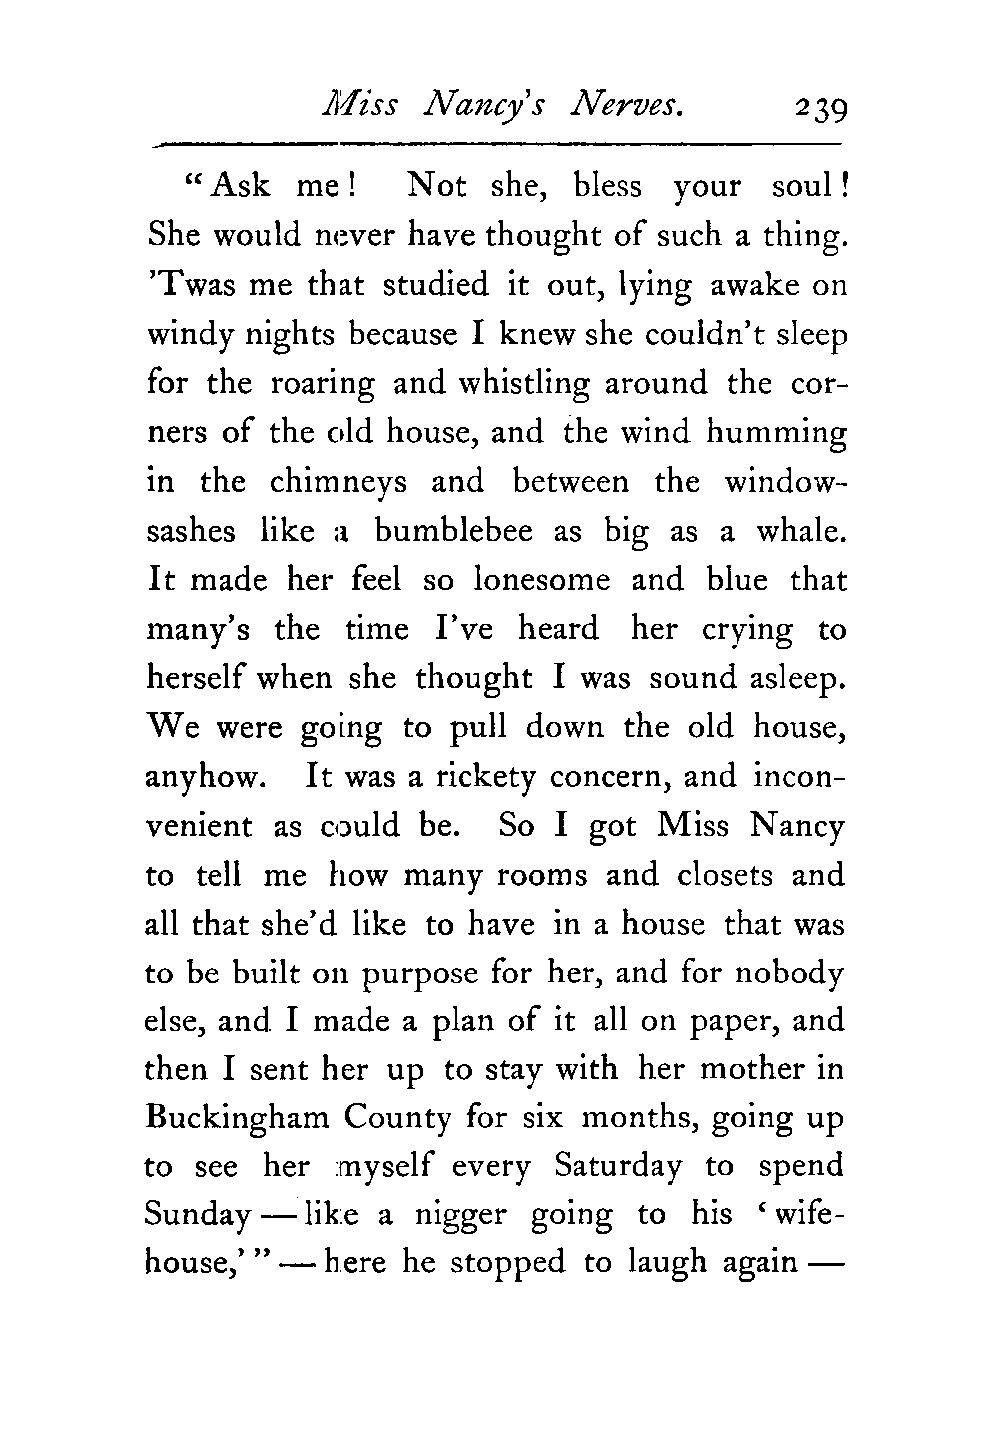 Miss Nancy's Nerves. 239
“Ask me! Not she, bless your soul!
She would never have thought of such a thing.
’Twas me that studied it out, lying awake on
windy nights because I knew she couldn’t sleep
for the roaring and whistling around the cor-
ners of the old house, and the wind humming
in the chimneys and between the window-
sashes like a bumblebee as big as a whale.
It made her feel so lonesome and blue that
many’s the time I’ve heard her crying to
herself when she thought I was sound asleep.
We were going to pull down the old house,
anyhow. It was a rickety concern, and incon-
venient as could be. So I got Miss Nancy
to tell me how many rooms and closets and
all that she’d like to have in a house that was
to be built on purpose for her, and for nobody
else, and I made a plan of it all on paper, and
then I sent her up to stay with her mother in
Buckingham County for six months, going up
to see her myself every Saturday to spend
Sunday — like a nigger going to his ‘wife-
house,’” — here he stopped to laugh again —